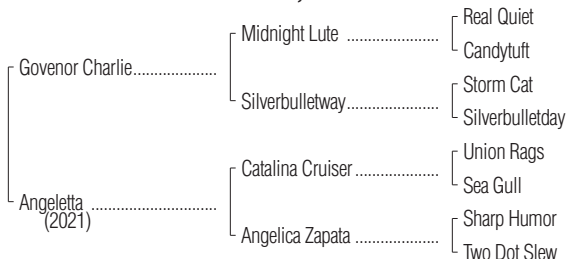 Real Quiet
Midnight Lute ..................
Candytuft
Govenor Charlie..................
Storm Cat
Silverbulletway..................
Silverbulletday
Union Rags
Catalina Cruiser ................
Sea Gull
Angeletta ..........................
(2021)
Sharp Humor
Angelica Zapata ................
Two Dot Slew